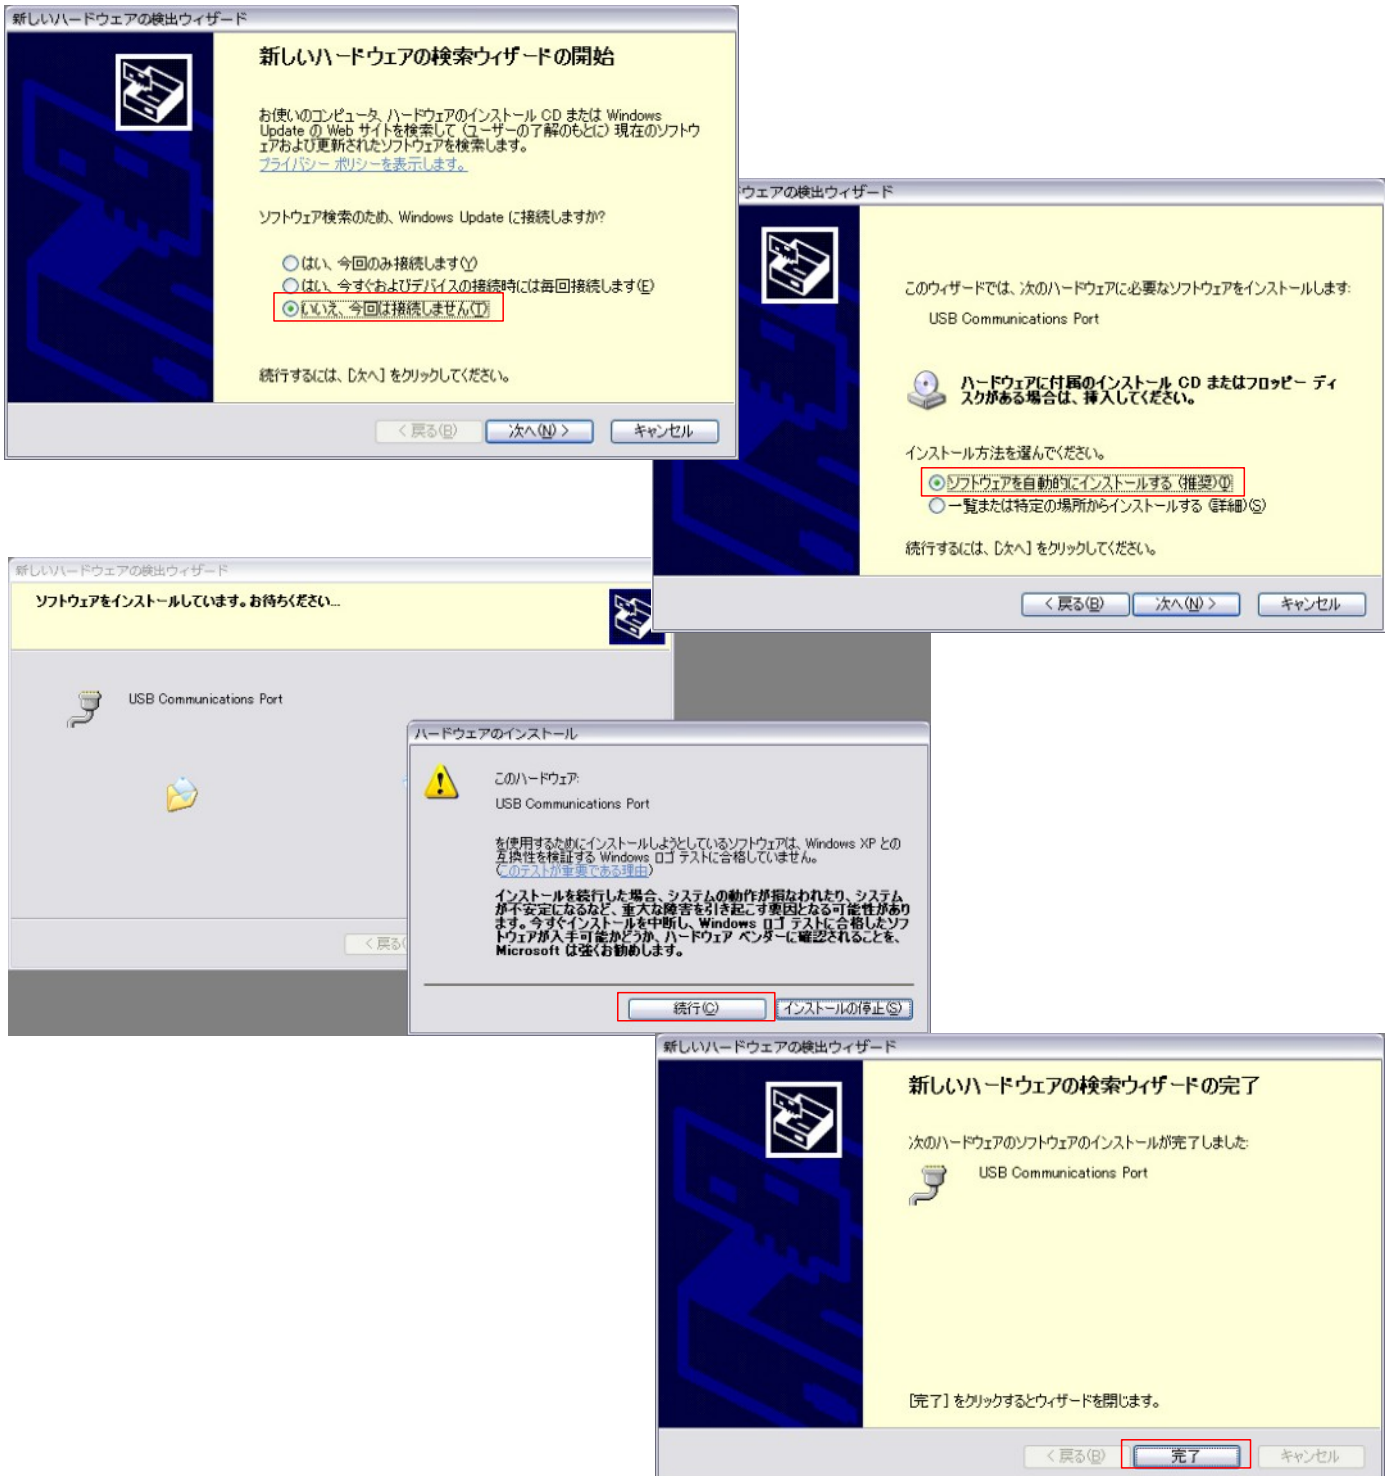 新しいハードウェアの検出ウィザード
新しいハードウェアの検索ウィザードの開始
お使いのコンピュータ、ハードウェアのインストール CD または Windows
Update の Web サイトを検索して (ユーザーの了解のもとに) 現在のソフトウ
ェアおよび更新されたソフトウェアを検索します。
プライバシー ポリシーを表示します。
ソフトウェア検索のため、Windows Update に接続しますか?
はい、今回のみ接続します(Y)
はい、今すぐおよびデバイスの接続時には毎回接続します(E)
いいえ、今回は接続しません(T)
続行するには、[次へ] をクリックしてください。
< 戻る(B)
次へ(N) >
キャンセル
ドウェアの検出ウィザード
このウィザードでは、次のハードウェアに必要なソフトウェアをインストールします:
USB Communications Port
ハードウェアに付属のインストール CD またはフロッピー ディ
スクがある場合は、挿入してください。
インストール方法を選んでください。
ソフトウェアを自動的にインストールする (推奨)(I)
一覧または特定の場所からインストールする (詳細)(S)
続行するには、[次へ] をクリックしてください。
< 戻る(B)
次へ(N) >
キャンセル
新しいハードウェアの検出ウィザード
ソフトウェアをインストールしています。お待ちください...
USB Communications Port
< 戻る(
ハードウェアのインストール
このハードウェア:
USB Communications Port
を使用するためにインストールしようとしているソフトウェアは、Windows XP との
互換性を検証する Windows ロゴ テストに合格していません。
(このテストが重要である理由)
インストールを続行した場合、システムの動作が損なわれたり、システム
が不安定になるなど、重大な障害を引き起こす要因となる可能性があり
ます。今すぐインストールを中断し、Windows ロゴ テストに合格したソフ
トウェアが入手可能かどうか、ハードウェア ベンダーに確認されることを、
Microsoft は強くお勧めします。
続行(C)
インストールの停止(S)
新しいハードウェアの検出ウィザード
新しいハードウェアの検索ウィザードの完了
次のハードウェアのソフトウェアのインストールが完了しました:
USB Communications Port
[完了] をクリックするとウィザードを閉じます。
< 戻る(B)
完了
キャンセル